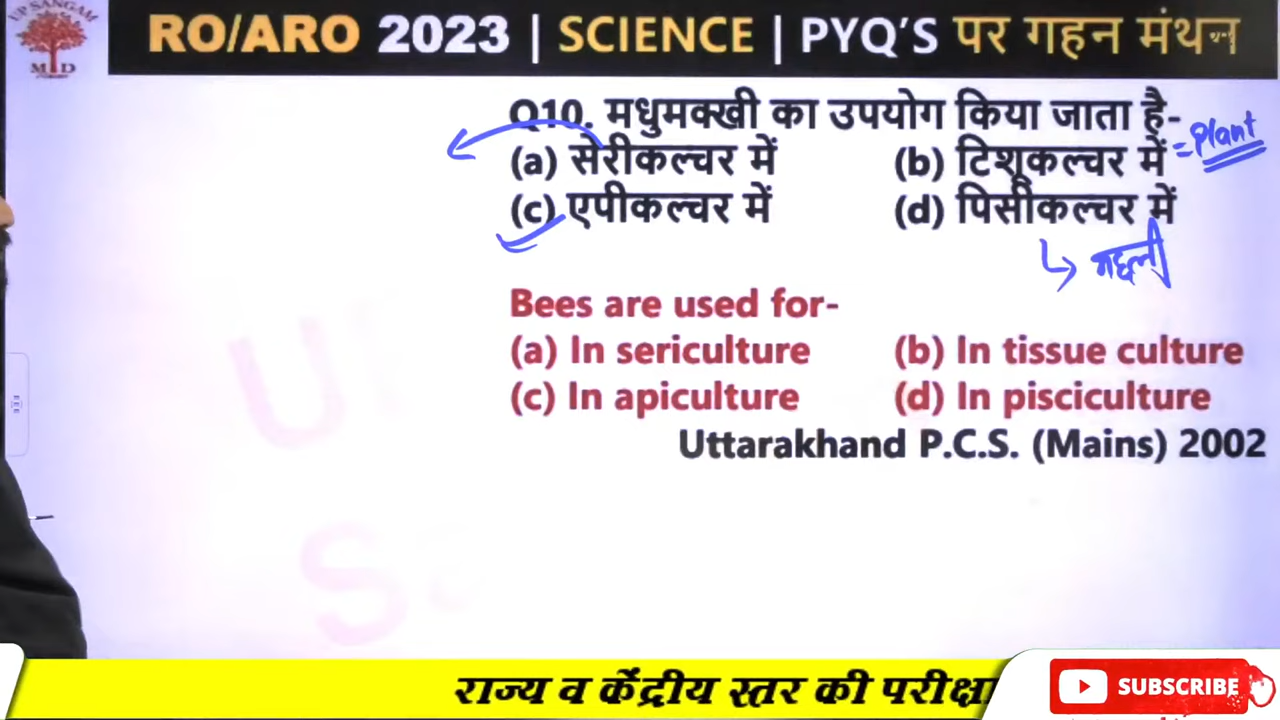 UP SANGAM
RO/ARO 2023 | SCIENCE | PYQ'S पर गहन मंथन
Q10. मधुमक्खी का उपयोग किया जाता है-
(a) सेरीकल्चर में (b) टिशूकल्चर में = Plant
(c) एपीकल्चर में (d) पिसीकल्चर में
मछली
Bees are used for-
(a) In sericulture (b) In tissue culture
(c) In apiculture (d) In pisciculture
Uttarakhand P.C.S. (Mains) 2002
राज्य व केंद्रीय स्तर की परीक्षा
SUBSCRIBE